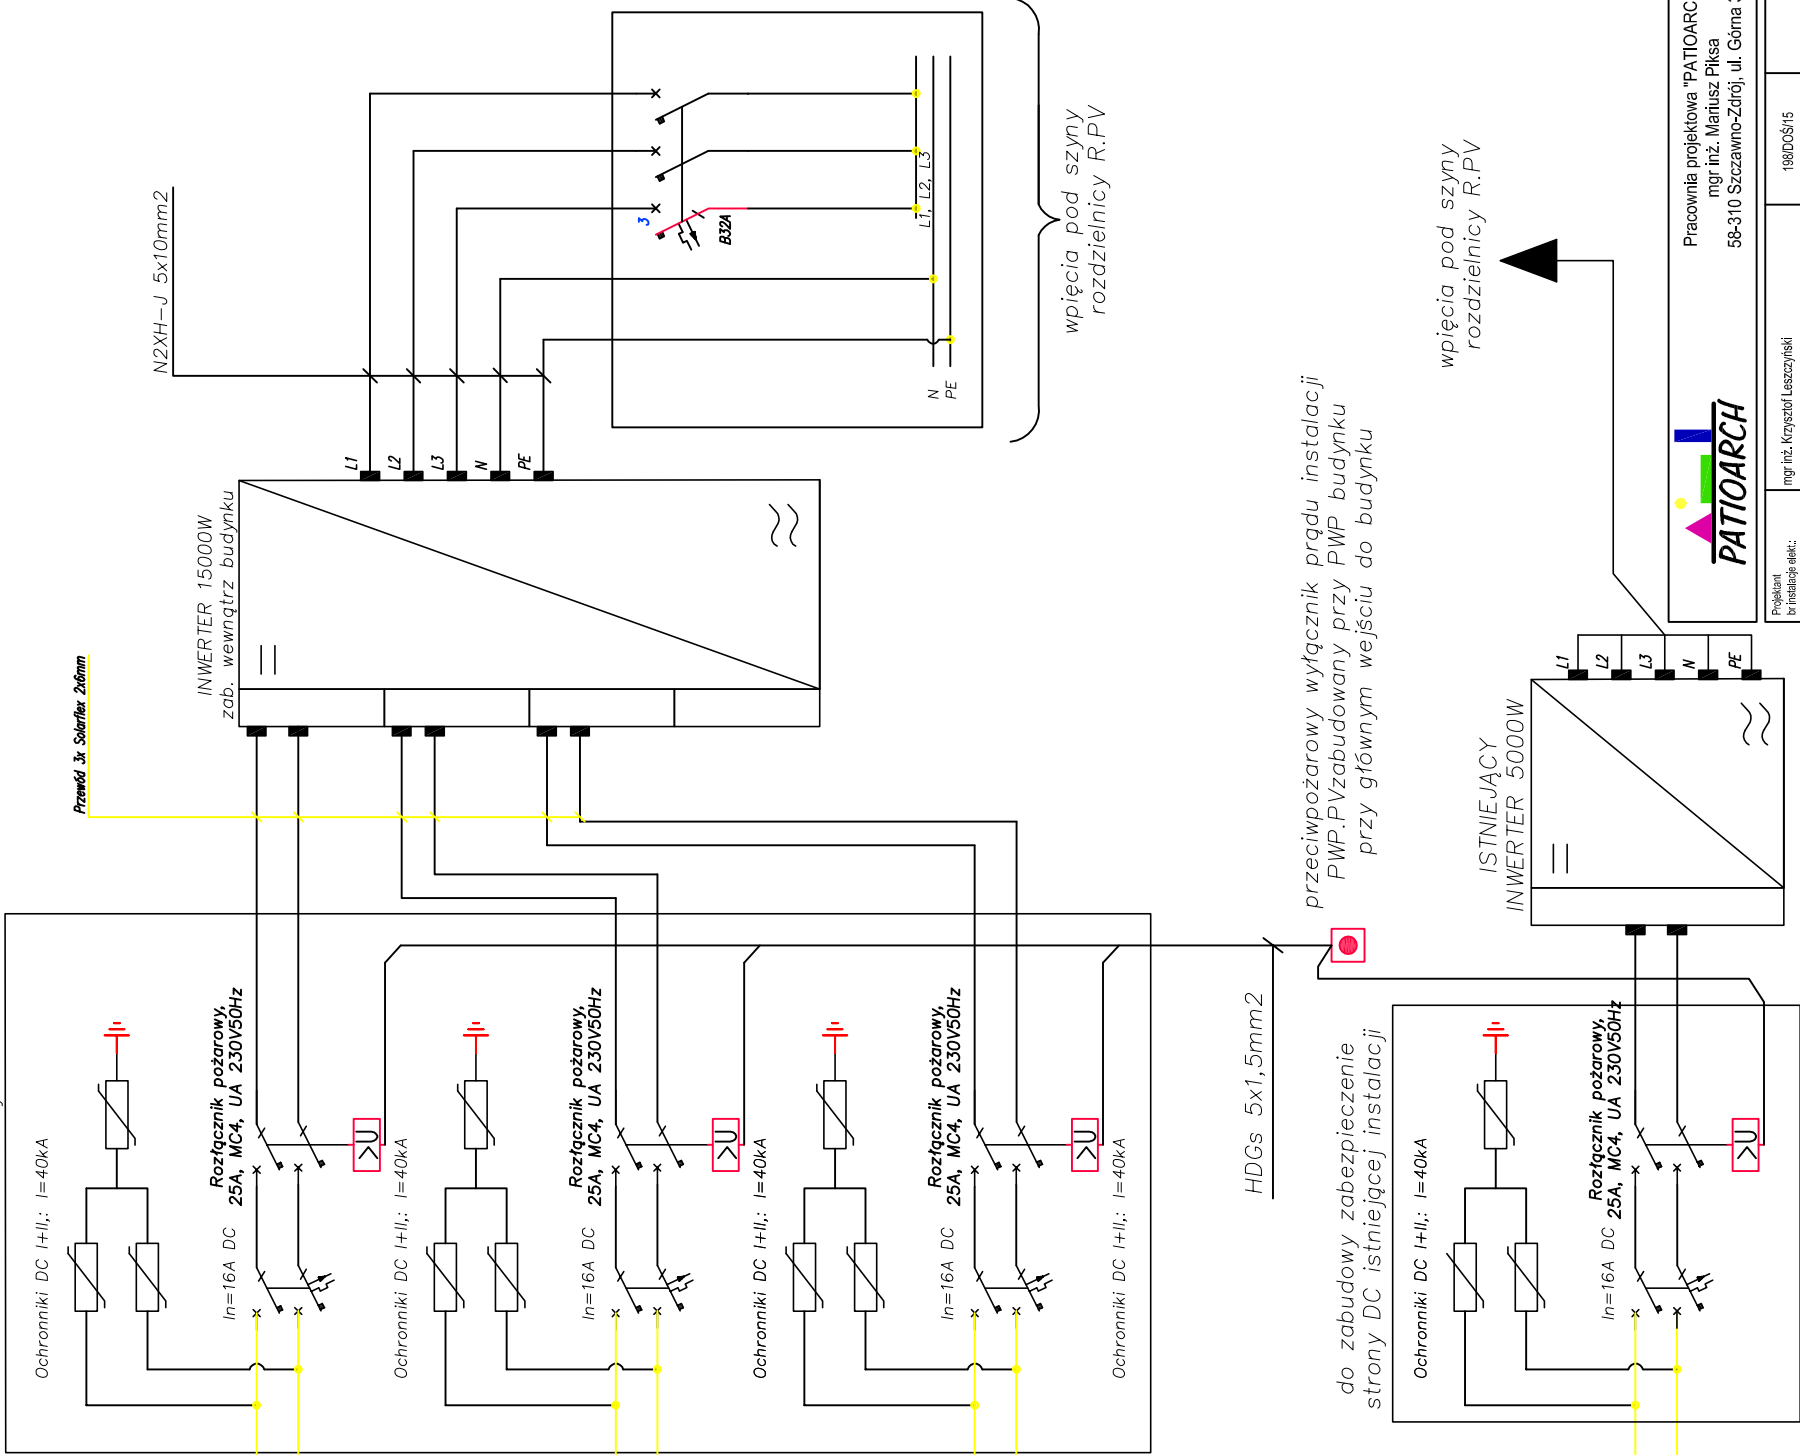 Przewód 3x Solarflex 2x6mm
N2XH-J 5x10mm2
INWERTER 15000W
zab. wewnątrz budynku
L1
L2
L3
N
PE
3
B32A
L1, L2, L3
N
PE
wpięcia pod szyny
rozdzielnicy R.PV
Ochronniki DC I+II,: I=40kA
In=16A DC
Rozłącznik pożarowy,
25A, MC4, UA 230V50Hz
U<
Ochronniki DC I+II,: I=40kA
In=16A DC
Rozłącznik pożarowy,
25A, MC4, UA 230V50Hz
U<
Ochronniki DC I+II,: I=40kA
In=16A DC
Rozłącznik pożarowy,
25A, MC4, UA 230V50Hz
U<
Ochronniki DC I+II,: I=40kA
HDGs 5x1,5mm2
przeciwpożarowy wyłącznik prądu instalacji
PWP.PVzabudowany przy PWP budynku
przy głównym wejściu do budynku
do zabudowy zabezpieczenie
strony DC istniejącej instalacji
Ochronniki DC I+II,: I=40kA
In=16A DC
Rozłącznik pożarowy,
25A, MC4, UA 230V50Hz
U<
ISTNIEJĄCY
INWERTER 5000W
L1
L2
L3
N
PE
wpięcia pod szyny
rozdzielnicy R.PV
PATIOARCH
Pracownia projektowa "PATIOARC
mgr inż. Mariusz Piksa
58-310 Szczawno-Zdrój, ul. Górna
Projektant
br instalacje elekt.:
mgr inż. Krzysztof Leszczyński
198/DOŚ/15